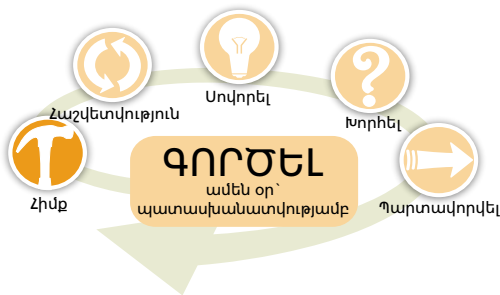 Սովորել
Հաշվետվություն
Խորհել
ԳՈՐԾԵԼ
ամեն օր`
պատասխանատվությամբ
Հիմք
Պարտավորվել